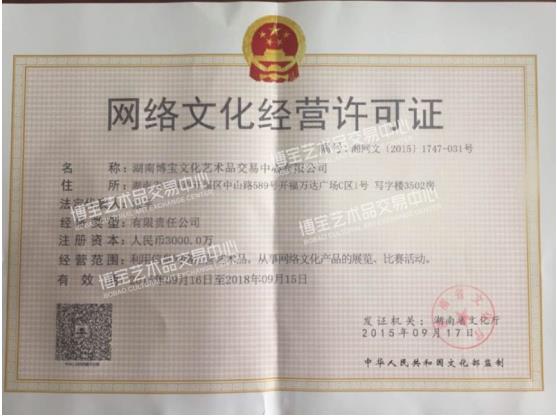 网络文化经营许可证
编号：湘网文〔2015〕1747-031号
名 称：湖南博宝文化艺术品交易中心有限公司
住 所：区中山路589号开福万达广场C区1号 写字楼3502房
法定
经 类型：有限责任公司
注册资本：人民币3000.0万
经营范围：利用 艺术品，从事网络文化产品的展览、比赛活动。
有 效 09月16日至2018年09月15日
发证机关：湖南省文化厅
2015年09月17日
中华人民共和国文化部监制
博宝艺术品交易中心
博宝艺术品交易中心
博宝艺术品交易中心